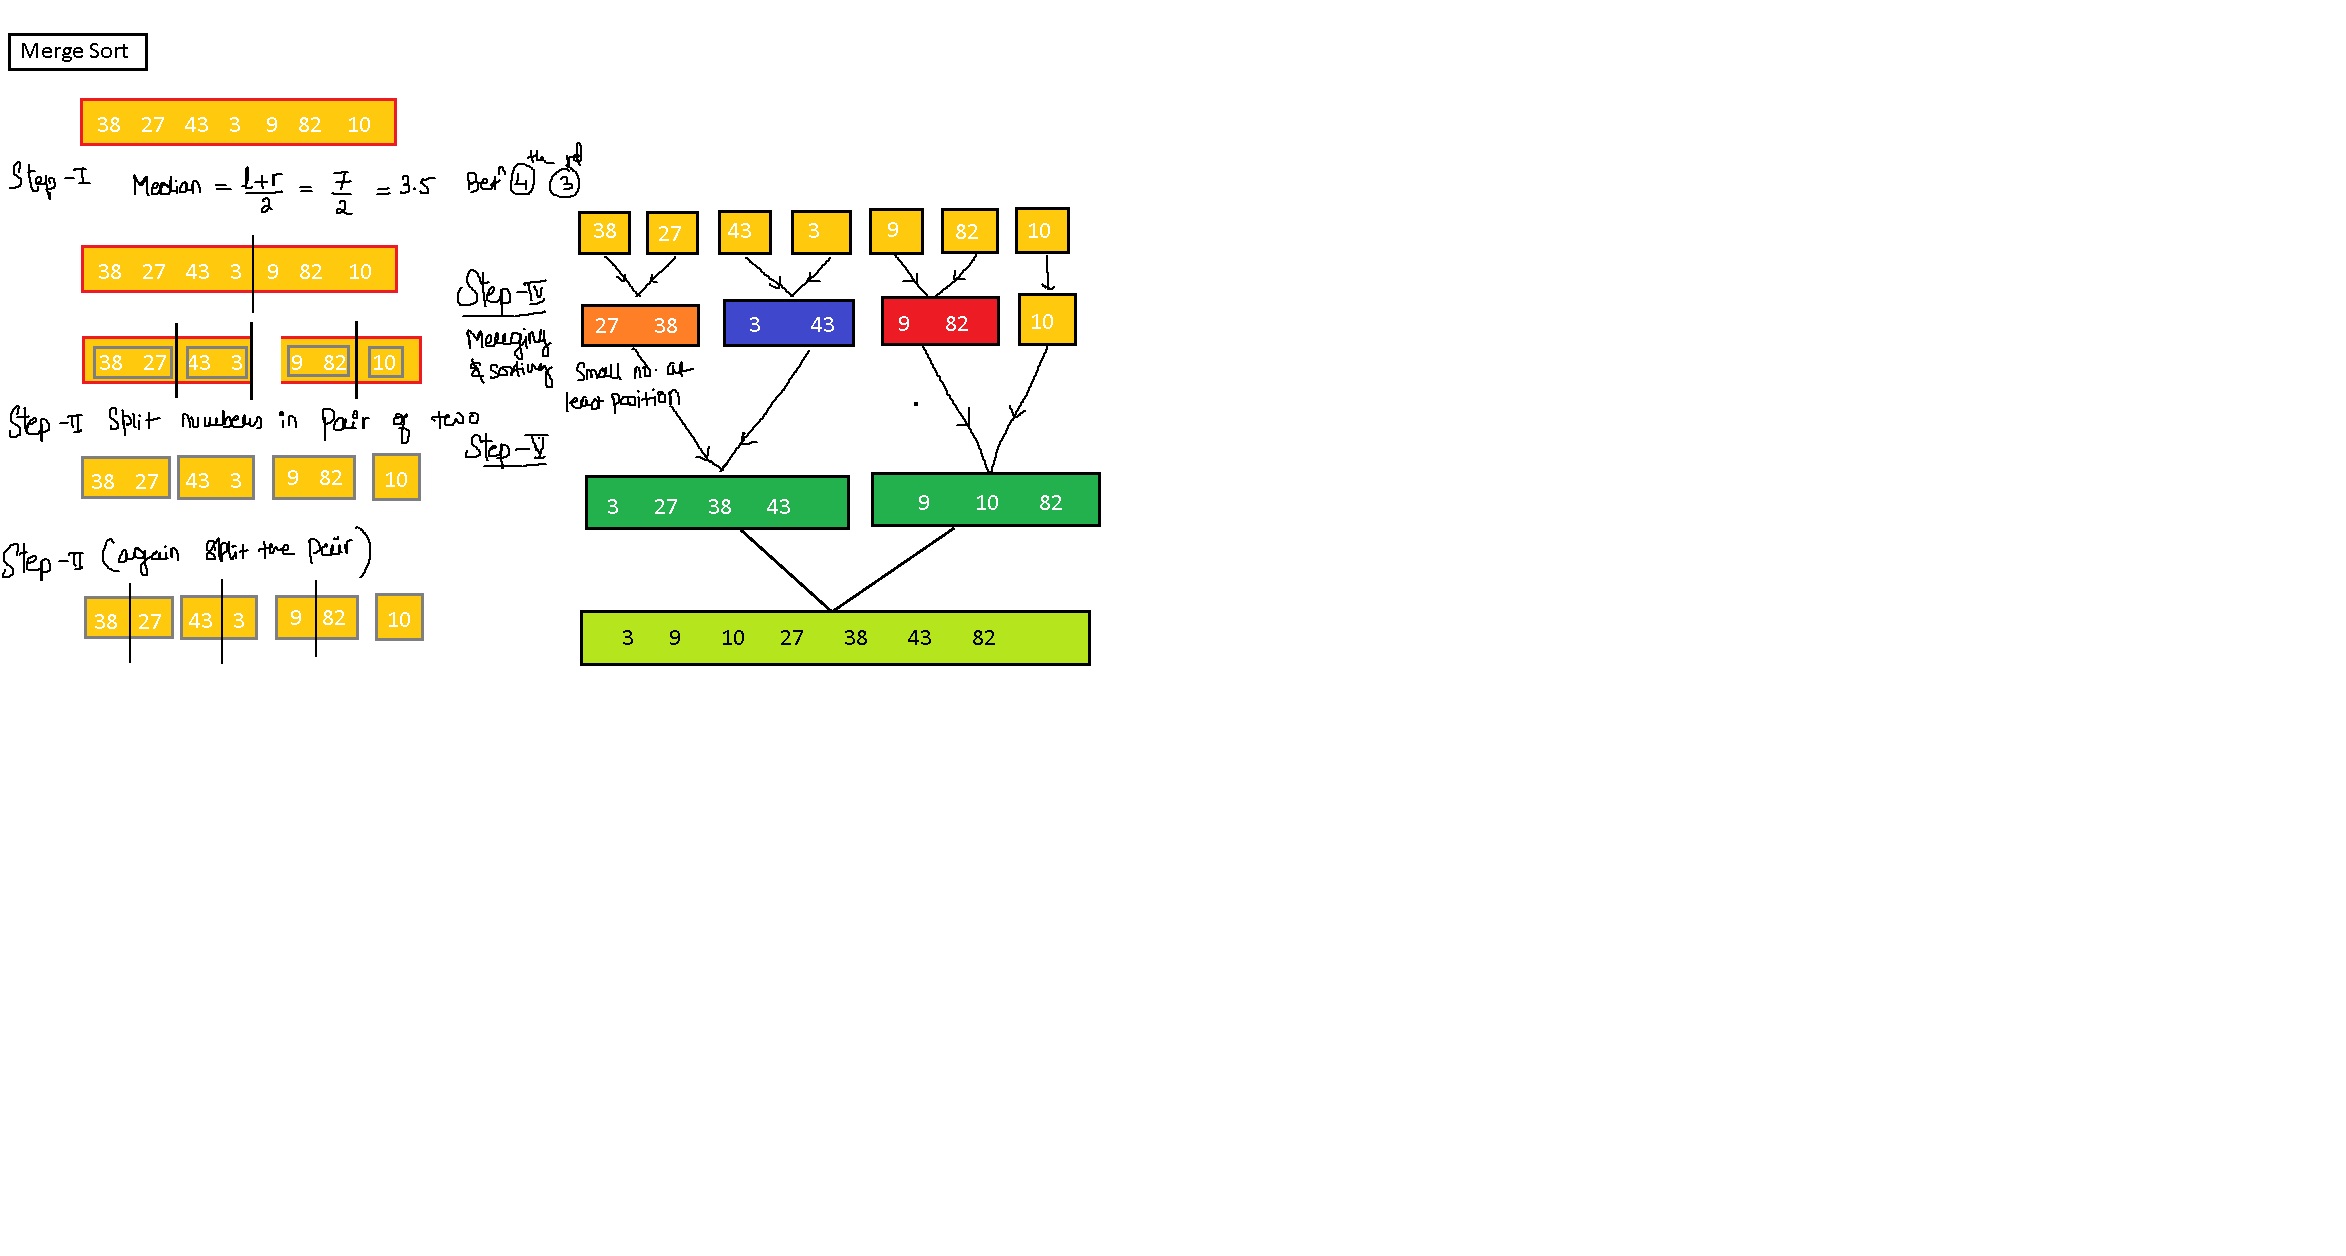 Merge Sort
38 27 43 3 9 82 10
Step-I Median = l+r/2 = 7/2 = 3.5 Betn 4th 3rd
38 27 43 3 9 82 10
38 27 43 3 9 82 10
Step-II Split numbers in Pair of two
38 27 43 3 9 82 10
Step-II (again split the pair)
38 27 43 3 9 82 10
38 27 43 3 9 82 10
Step-IV
Merging
& sorting
27 38 3 43 9 82 10
Small no. at
least position
Step-V
3 27 38 43 9 10 82
3 9 10 27 38 43 82